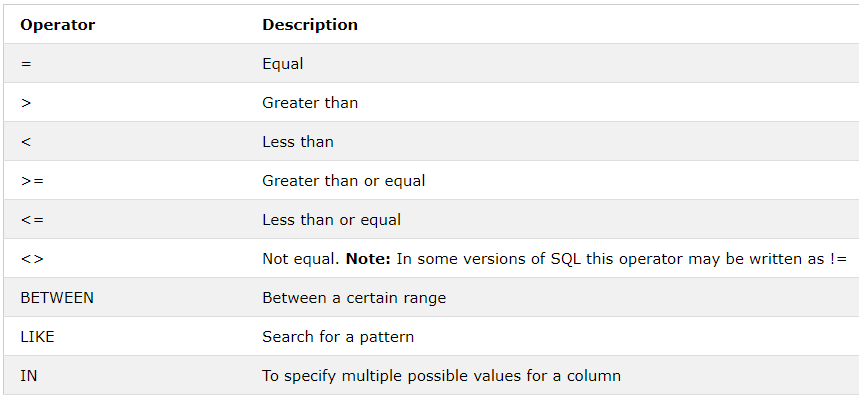 Operator Description
= Equal
> Greater than
< Less than
>= Greater than or equal
<= Less than or equal
<> Not equal. Note: In some versions of SQL this operator may be written as !=
BETWEEN Between a certain range
LIKE Search for a pattern
IN To specify multiple possible values for a column